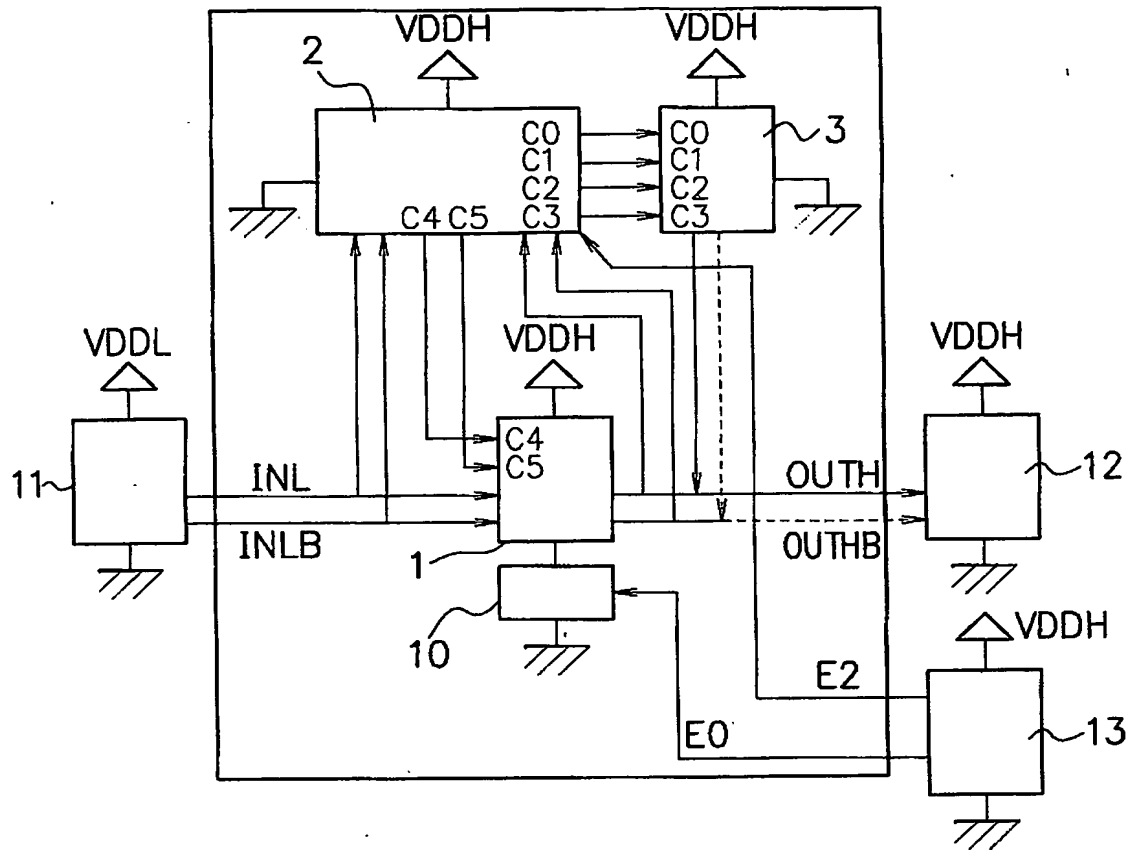 VDDH VDDH
2
C0 C0 3
C1 C1
C2 C2
C4 C5 C3 C3
VDDL VDDH VDDH
C4
C5
11 INL OUTH 12
INLB OUTHB
1
10
VDDH
E2
E0 13